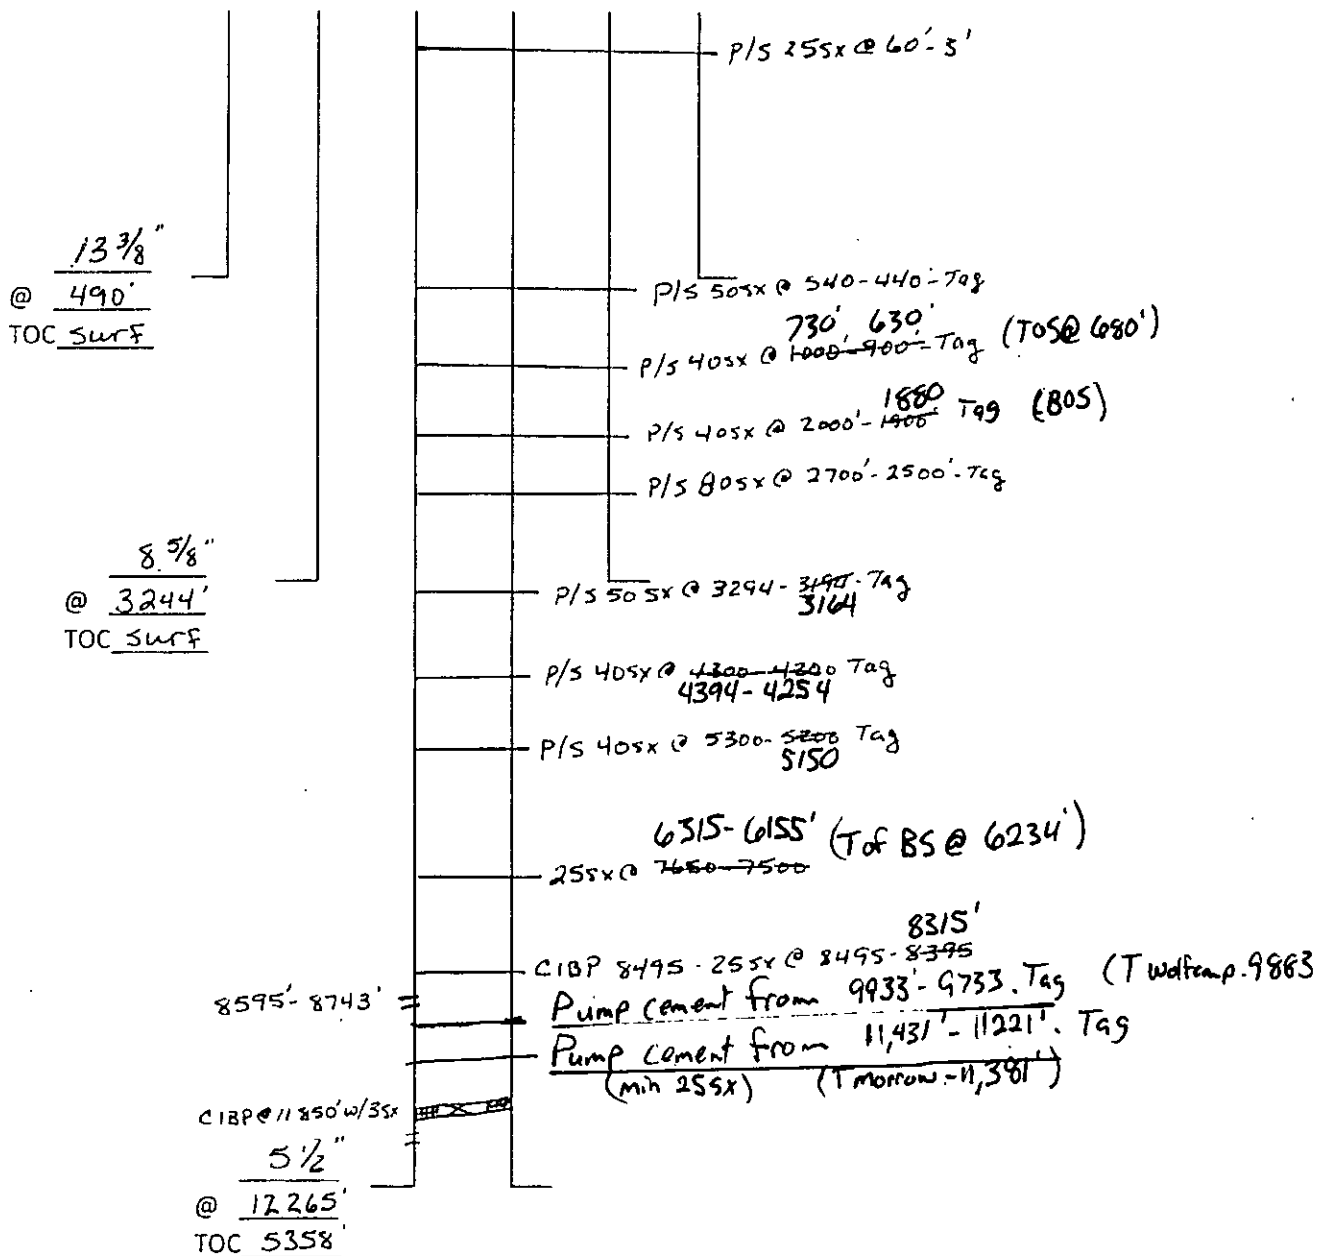 P/S 25sx @ 60'-3'
13 3/8"
@ 490'
TOC surf
P/S 50sx @ 540-440'-Tag
730' 630'
P/S 40sx @ 1000'-900'-Tag (TOS@ 680')
1880
P/S 40sx @ 2000'-1900' Tag (BOS)
P/S 80sx @ 2700'-2500'-Tag
8 5/8"
@ 3244'
TOC surf
P/S 50sx @ 3294-3194-Tag
3164
P/S 40sx @ 4300-4200 Tag
4394-4254
P/S 40sx @ 5300-5200 Tag
5150
6315-6155' (T of BS @ 6234')
25sx @ 7650-7500
8315'
CIBP 8495 - 25sx @ 8495-8395
8595'-8743'
Pump cement from 9933'-9733. Tag (T Wolfcamp.9883
Pump cement from 11,431'-11221'. Tag
(min 25sx) (T morrow-11,381')
CIBP@11850'w/35x
5 1/2"
@ 12265'
TOC 5358'